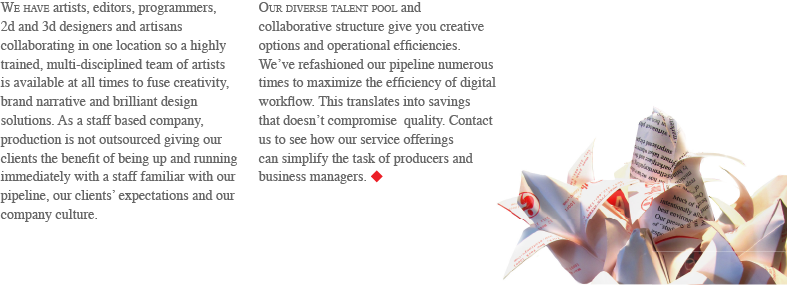 WE HAVE artists, editors, programmers,
2d and 3d designers and artisans
collaborating in one location so a highly
trained, multi-disciplined team of artists
is available at all times to fuse creativity,
brand narrative and brilliant design
solutions. As a staff based company,
production is not outsourced giving our
clients the benefit of being up and running
immediately with a staff familiar with our
pipeline, our clients’ expectations and our
company culture.
OUR DIVERSE TALENT POOL and
collaborative structure give you creative
options and operational efficiencies.
We’ve refashioned our pipeline numerous
times to maximize the efficiency of digital
workflow. This translates into savings
that doesn’t compromise  quality. Contact
us to see how our service offerings
can simplify the task of producers and
business managers.